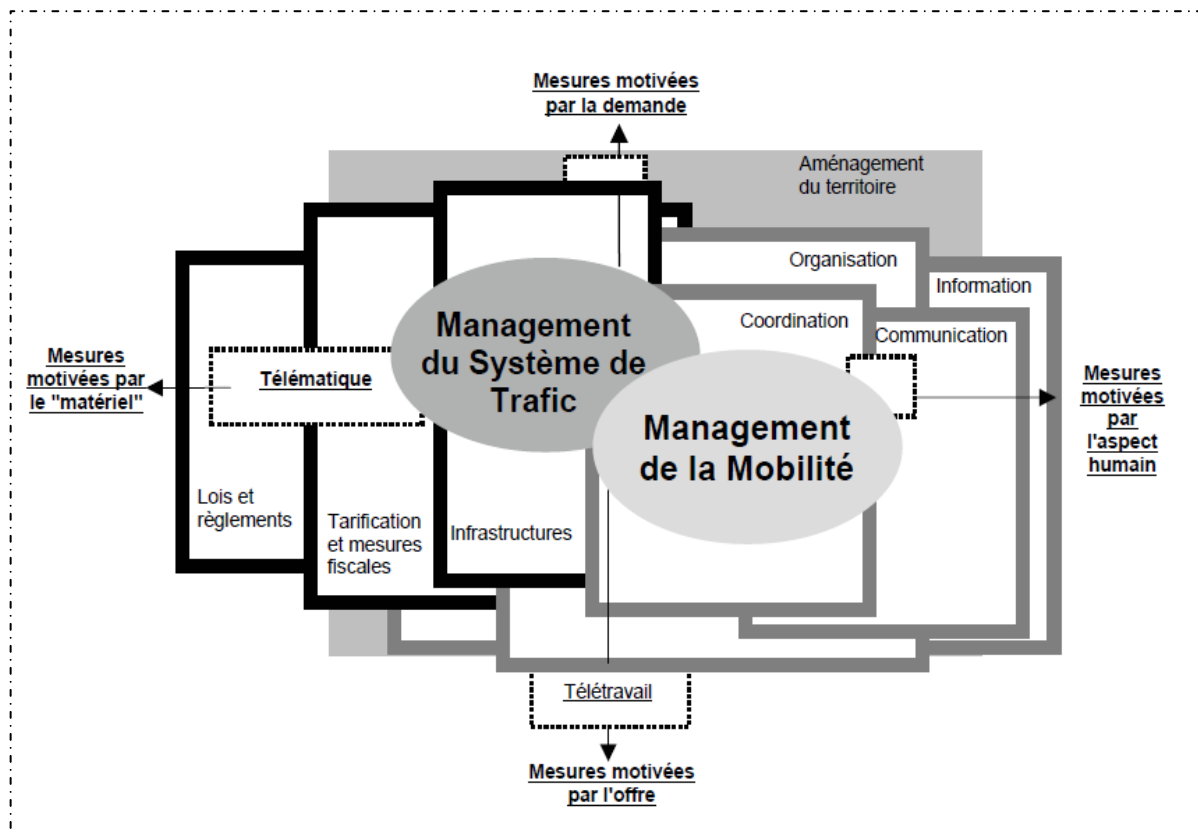 Mesures motivées
par la demande
Aménagement
du territoire
Organisation
Information
Coordination
Communication
Management
du Système de
Trafic
Mesures
motivées par
le "matériel"
Télématique
Mesures
motivées
par
l'aspect
humain
Management
de la Mobilité
Lois et
règlements
Tarification
et mesures
fiscales
Infrastructures
Télétravail
Mesures motivées
par l'offre